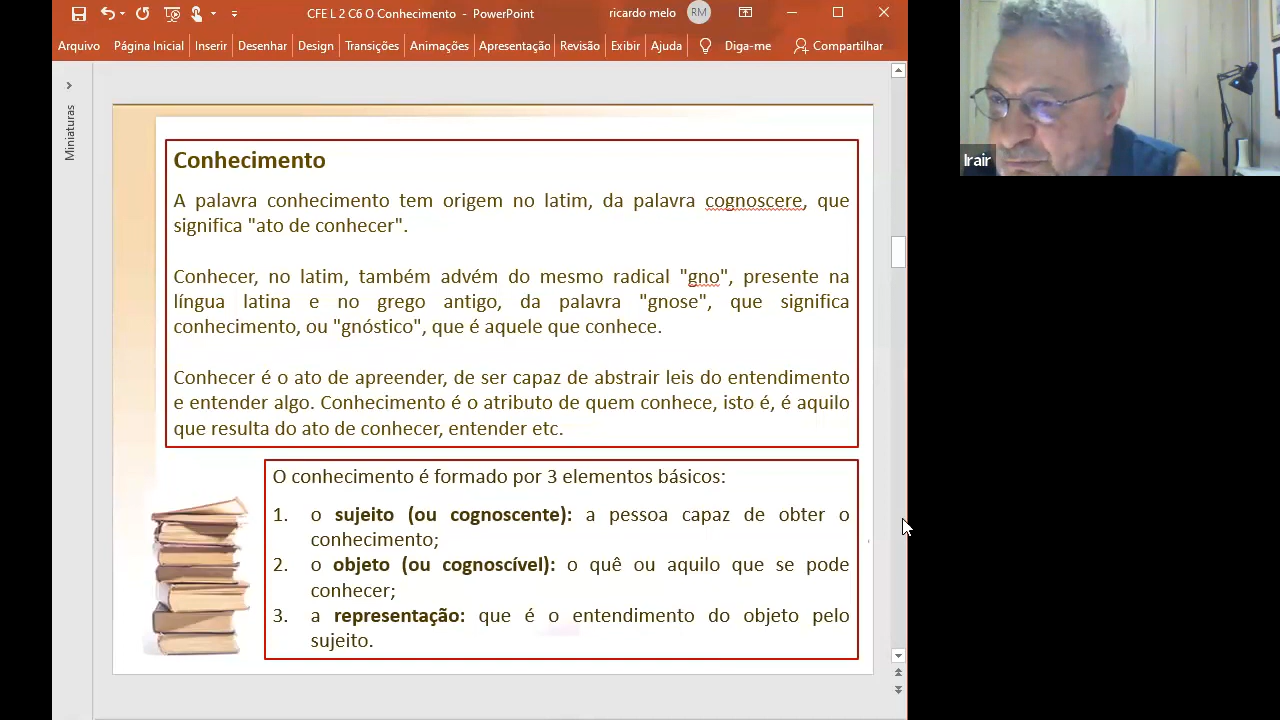 CFE L 2 C6 O Conhecimento - PowerPoint
ricardo melo RM
Arquivo Página Inicial Inserir Desenhar Design Transições Animações Apresentação Revisão Exibir Ajuda Diga-me Compartilhar
Miniaturas
Irair
Conhecimento
A palavra conhecimento tem origem no latim, da palavra cognoscere, que
significa "ato de conhecer".
Conhecer, no latim, também advém do mesmo radical "gno", presente na
língua latina e no grego antigo, da palavra "gnose", que significa
conhecimento, ou "gnóstico", que é aquele que conhece.
Conhecer é o ato de apreender, de ser capaz de abstrair leis do entendimento
e entender algo. Conhecimento é o atributo de quem conhece, isto é, é aquilo
que resulta do ato de conhecer, entender etc.
O conhecimento é formado por 3 elementos básicos:
1. o sujeito (ou cognoscente): a pessoa capaz de obter o
conhecimento;
2. o objeto (ou cognoscível): o quê ou aquilo que se pode
conhecer;
3. a representação: que é o entendimento do objeto pelo
sujeito.